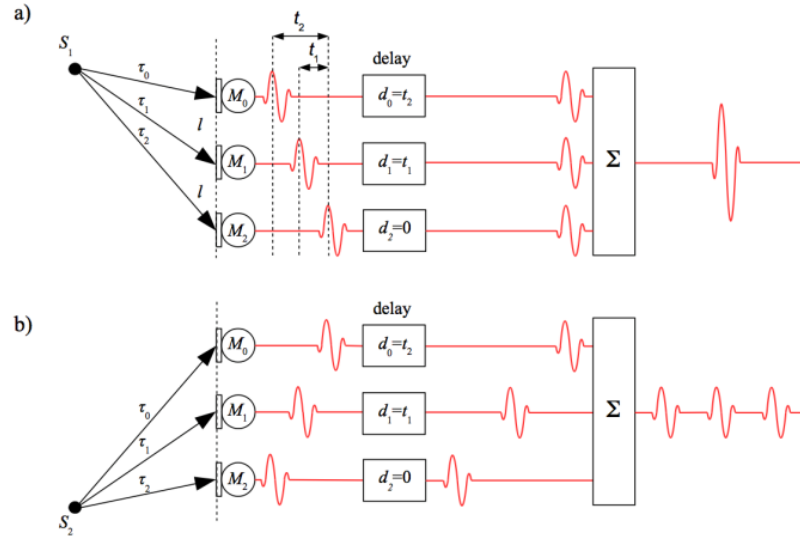 a)
t₂
S₁
t₁
delay
τ₀
M₀
d₀=t₂
τ₁
l
τ₂
M₁
d₁=t₁
Σ
l
M₂
d₂=0
b)
delay
M₀
d₀=t₂
τ₀
M₁
d₁=t₁
Σ
τ₁
τ₂
M₂
d₂=0
S₂